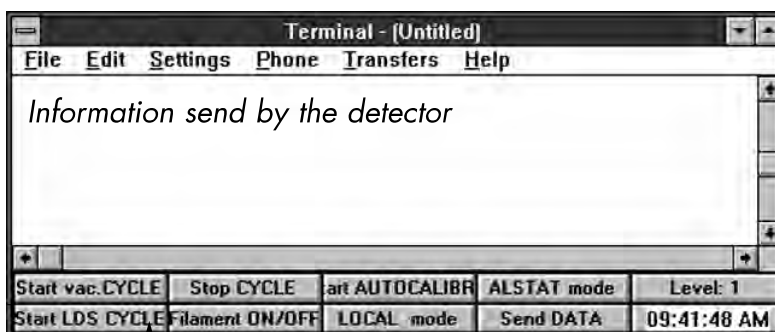 Terminal - (Untitled)
File Edit Settings Phone Transfers Help
Information send by the detector
Start vac.CYCLE Stop CYCLE art AUTOCALIBR ALSTAT mode Level: 1
Start LDS CYCLE Filament ON/OFF LOCAL mode Send DATA 09:41:48 AM